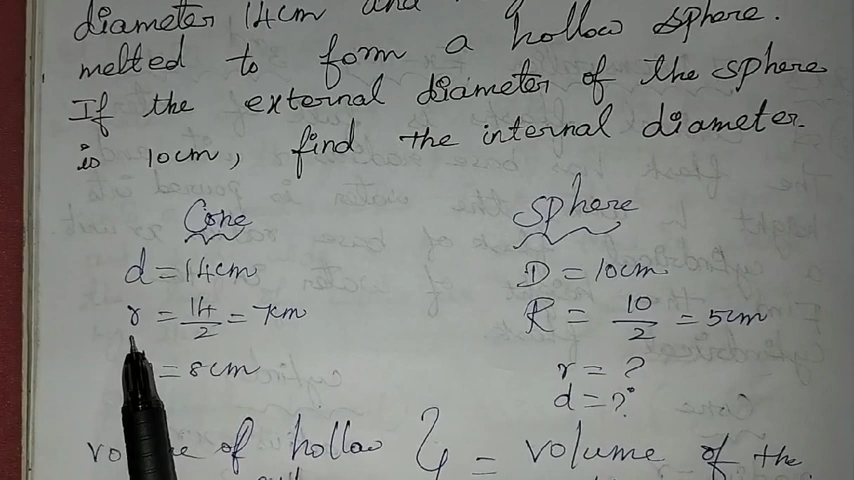 diameter 14cm and
melted to form a hollow sphere.
If the external diameter of the sphere
is 10cm, find the internal diameter.
Cone
d = 14cm
r = 14/2 = 7cm
= 8cm
Sphere
D = 10cm
R = 10/2 = 5cm
r = ?
d = ?
of hollow } = volume of the